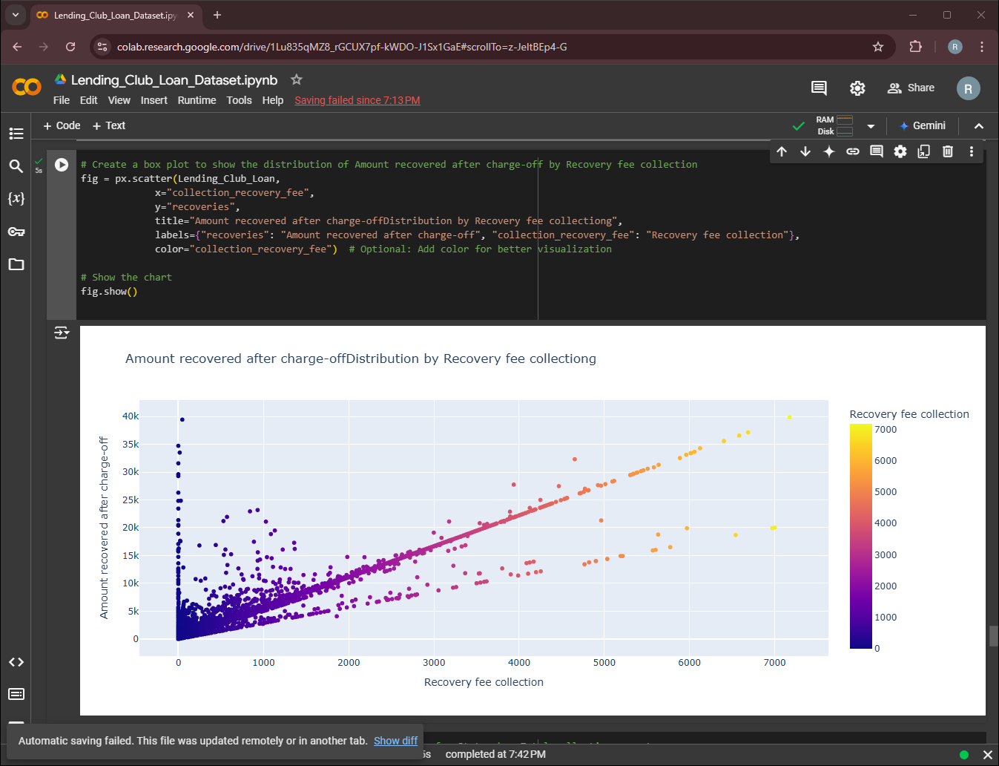 Lending_Club_Loan_Dataset.ipy
colab.research.google.com/drive/1Lu835qMZ8_rGCUX7pf-kWDO-J1Sx1GaE#scrollTo=z-JeItBEp4-G
R
Lending_Club_Loan_Dataset.ipynb
File Edit View Insert Runtime Tools Help Saving failed since 7:13 PM
Share
R
+ Code + Text
RAM
Disk
Gemini
5s
# Create a box plot to show the distribution of Amount recovered after charge-off by Recovery fee collection
fig = px.scatter(Lending_Club_Loan,
x="collection_recovery_fee",
y="recoveries",
title="Amount recovered after charge-offDistribution by Recovery fee collectiong",
labels={"recoveries": "Amount recovered after charge-off", "collection_recovery_fee": "Recovery fee collection"},
color="collection_recovery_fee")  # Optional: Add color for better visualization
# Show the chart
fig.show()
{x}
Amount recovered after charge-offDistribution by Recovery fee collectiong
Amount recovered after charge-off
40k
35k
30k
25k
20k
15k
10k
5k
0
0 1000 2000 3000 4000 5000 6000 7000
Recovery fee collection
Recovery fee collection
7000
6000
5000
4000
3000
2000
1000
0
Automatic saving failed. This file was updated remotely or in another tab. Show diff
completed at 7:42 PM